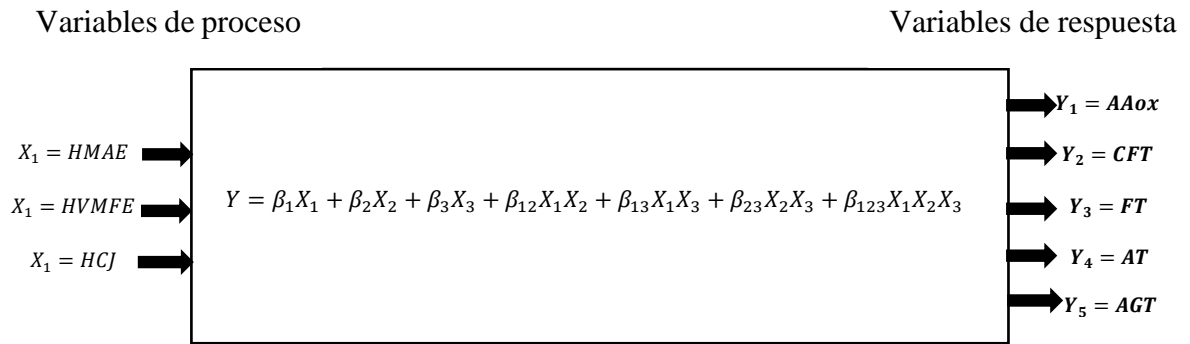 Variables de proceso
Variables de respuesta
X₁ = HMAE
X₁ = HVMFE
X₁ = HCJ
Y = β₁X₁ + β₂X₂ + β₃X₃ + β₁₂X₁X₂ + β₁₃X₁X₃ + β₂₃X₂X₃ + β₁₂₃X₁X₂X₃
Y₁ = AAox
Y₂ = CFT
Y₃ = FT
Y₄ = AT
Y₅ = AGT